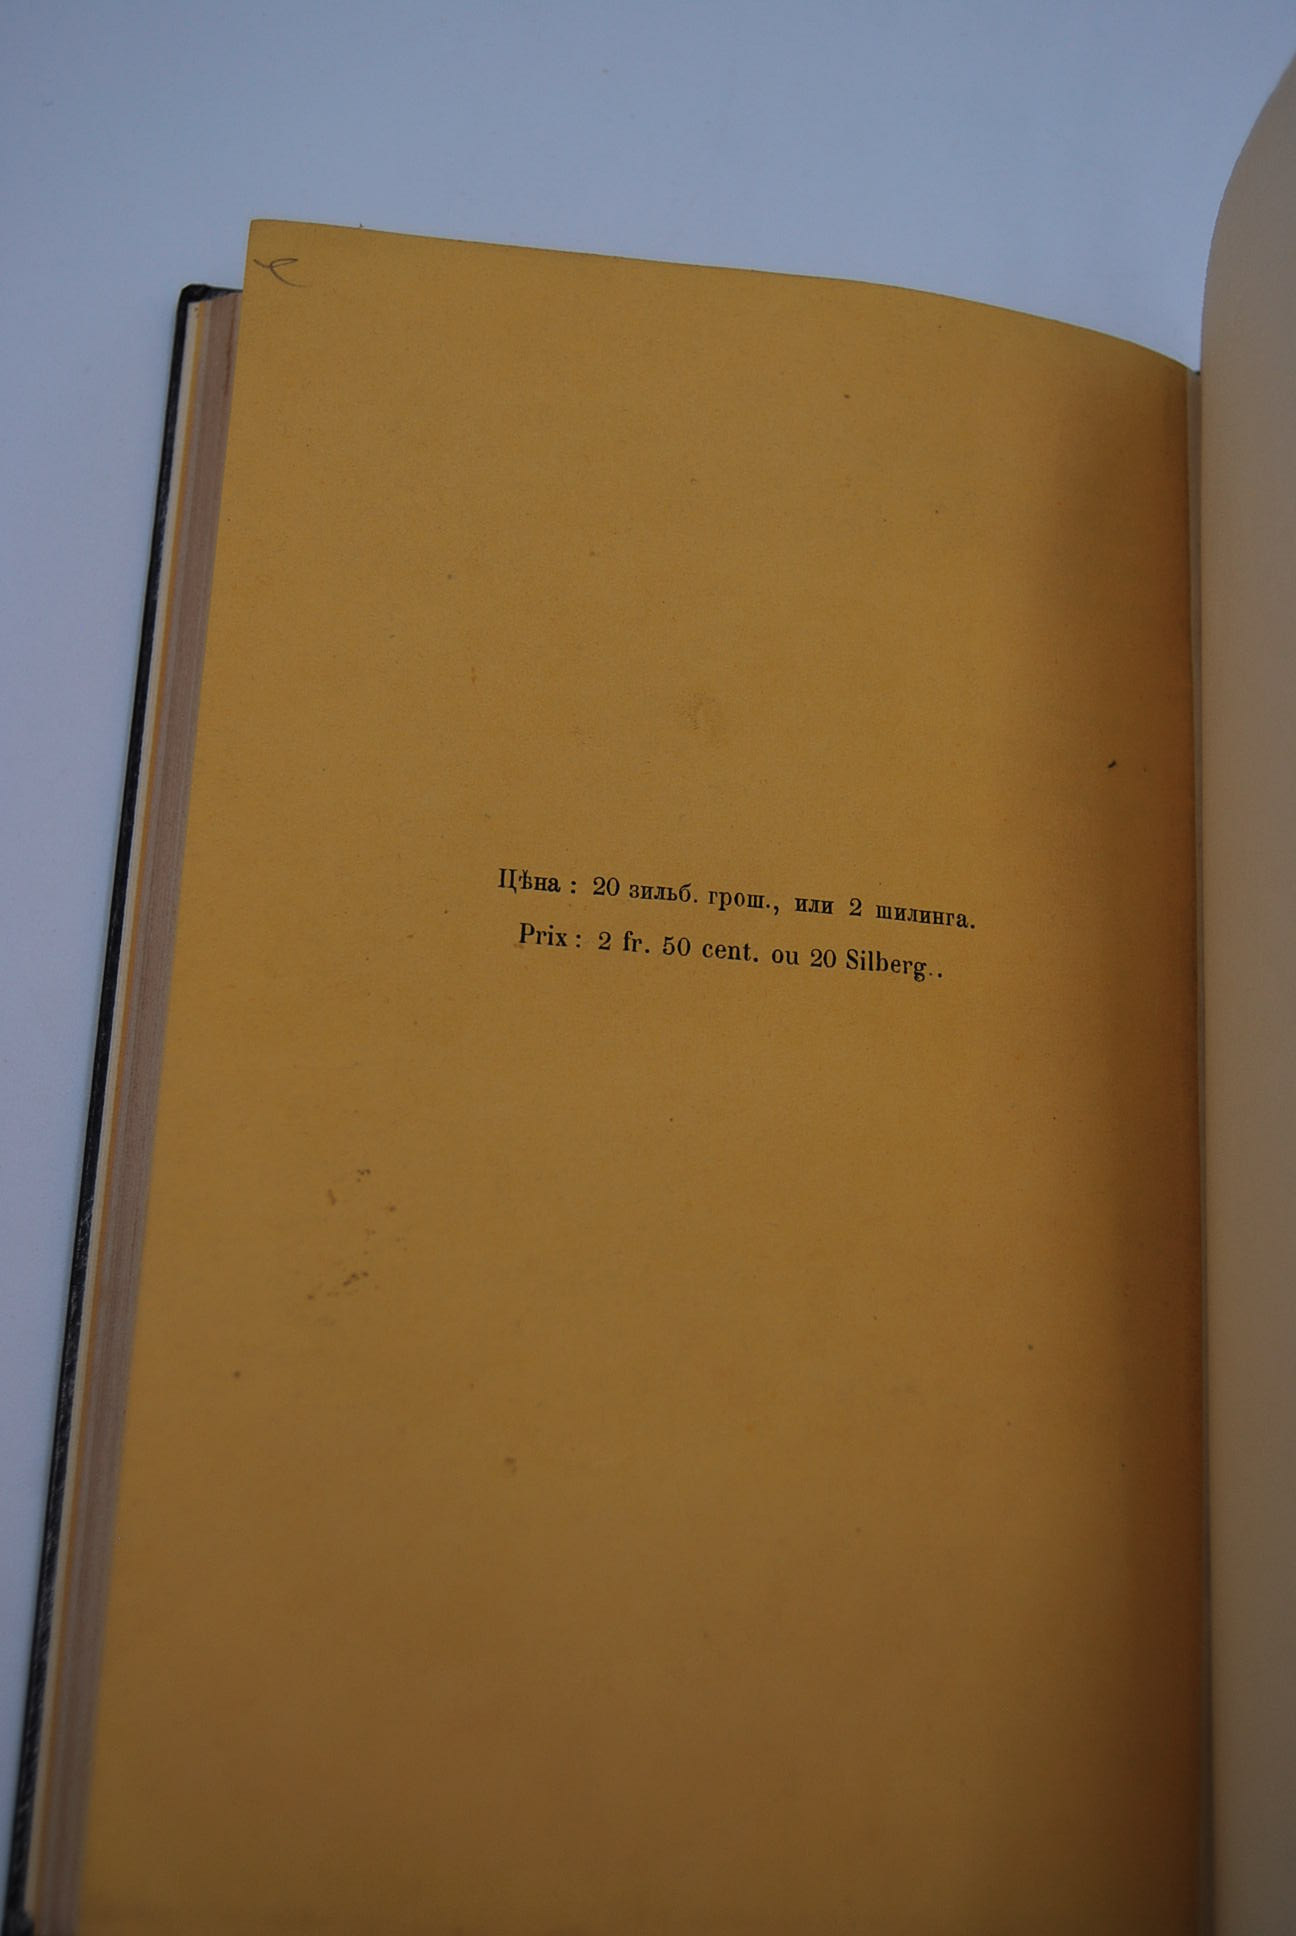 Цѣна : 20 зильб. грош., или 2 шилинга.
Prix : 2 fr. 50 cent. ou 20 Silberg..